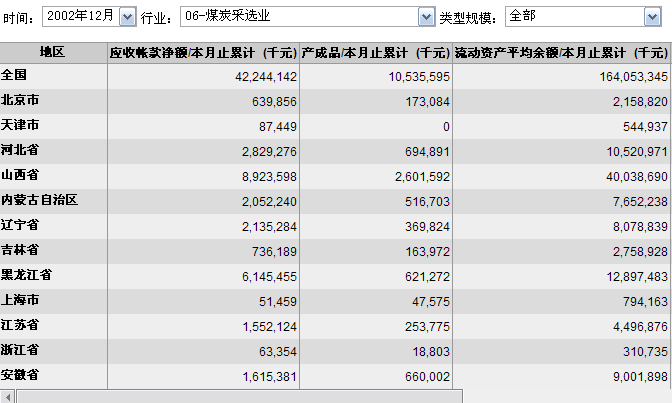 时间: 2002年12月 行业: 06-煤炭采选业 类型规模: 全部
地区 应收帐款净额/本月止累计 (千元) 产成品/本月止累计 (千元) 流动资产平均余额/本月止累计 (千元)
全国 42,244,142 10,535,595 164,053,345
北京市 639,856 173,084 2,158,820
天津市 87,449 0 544,937
河北省 2,829,276 694,891 10,520,971
山西省 8,923,598 2,601,592 40,038,690
内蒙古自治区 2,052,240 516,703 7,652,238
辽宁省 2,135,284 369,824 8,078,839
吉林省 736,189 163,972 2,758,928
黑龙江省 6,145,455 621,272 12,897,483
上海市 51,459 47,575 794,163
江苏省 1,552,124 253,775 4,496,876
浙江省 63,354 18,803 310,735
安徽省 1,615,381 660,002 9,001,898